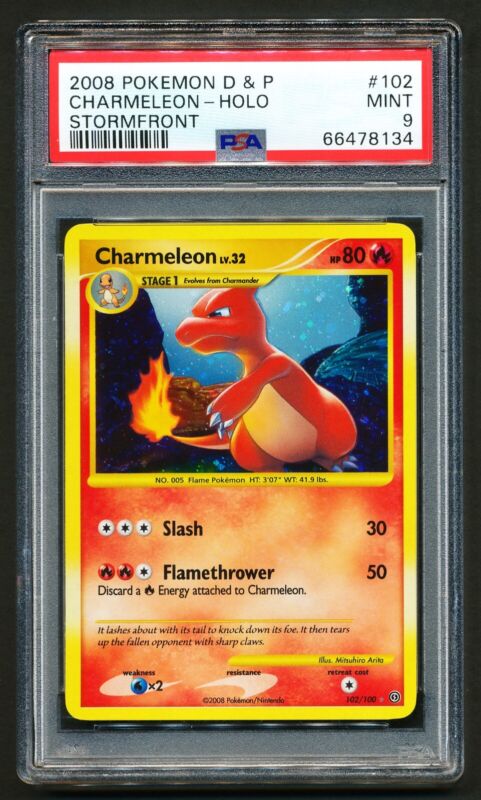 2008 POKEMON D & P #102
CHARMELEON - HOLO MINT
STORMFRONT PSA 9
66478134
Charmeleon LV.32 HP 80
STAGE 1 Evolves from Charmander
NO. 005 Flame Pokémon HT: 3'07" WT: 41.9 lbs.
Slash 30
Flamethrower 50
Discard a Energy attached to Charmeleon.
It lashes about with its tail to knock down its foe. It then tears
up the fallen opponent with sharp claws.
Illus. Mitsuhiro Arita
weakness resistance retreat cost
×2
©2008 Pokémon/Nintendo 102/100